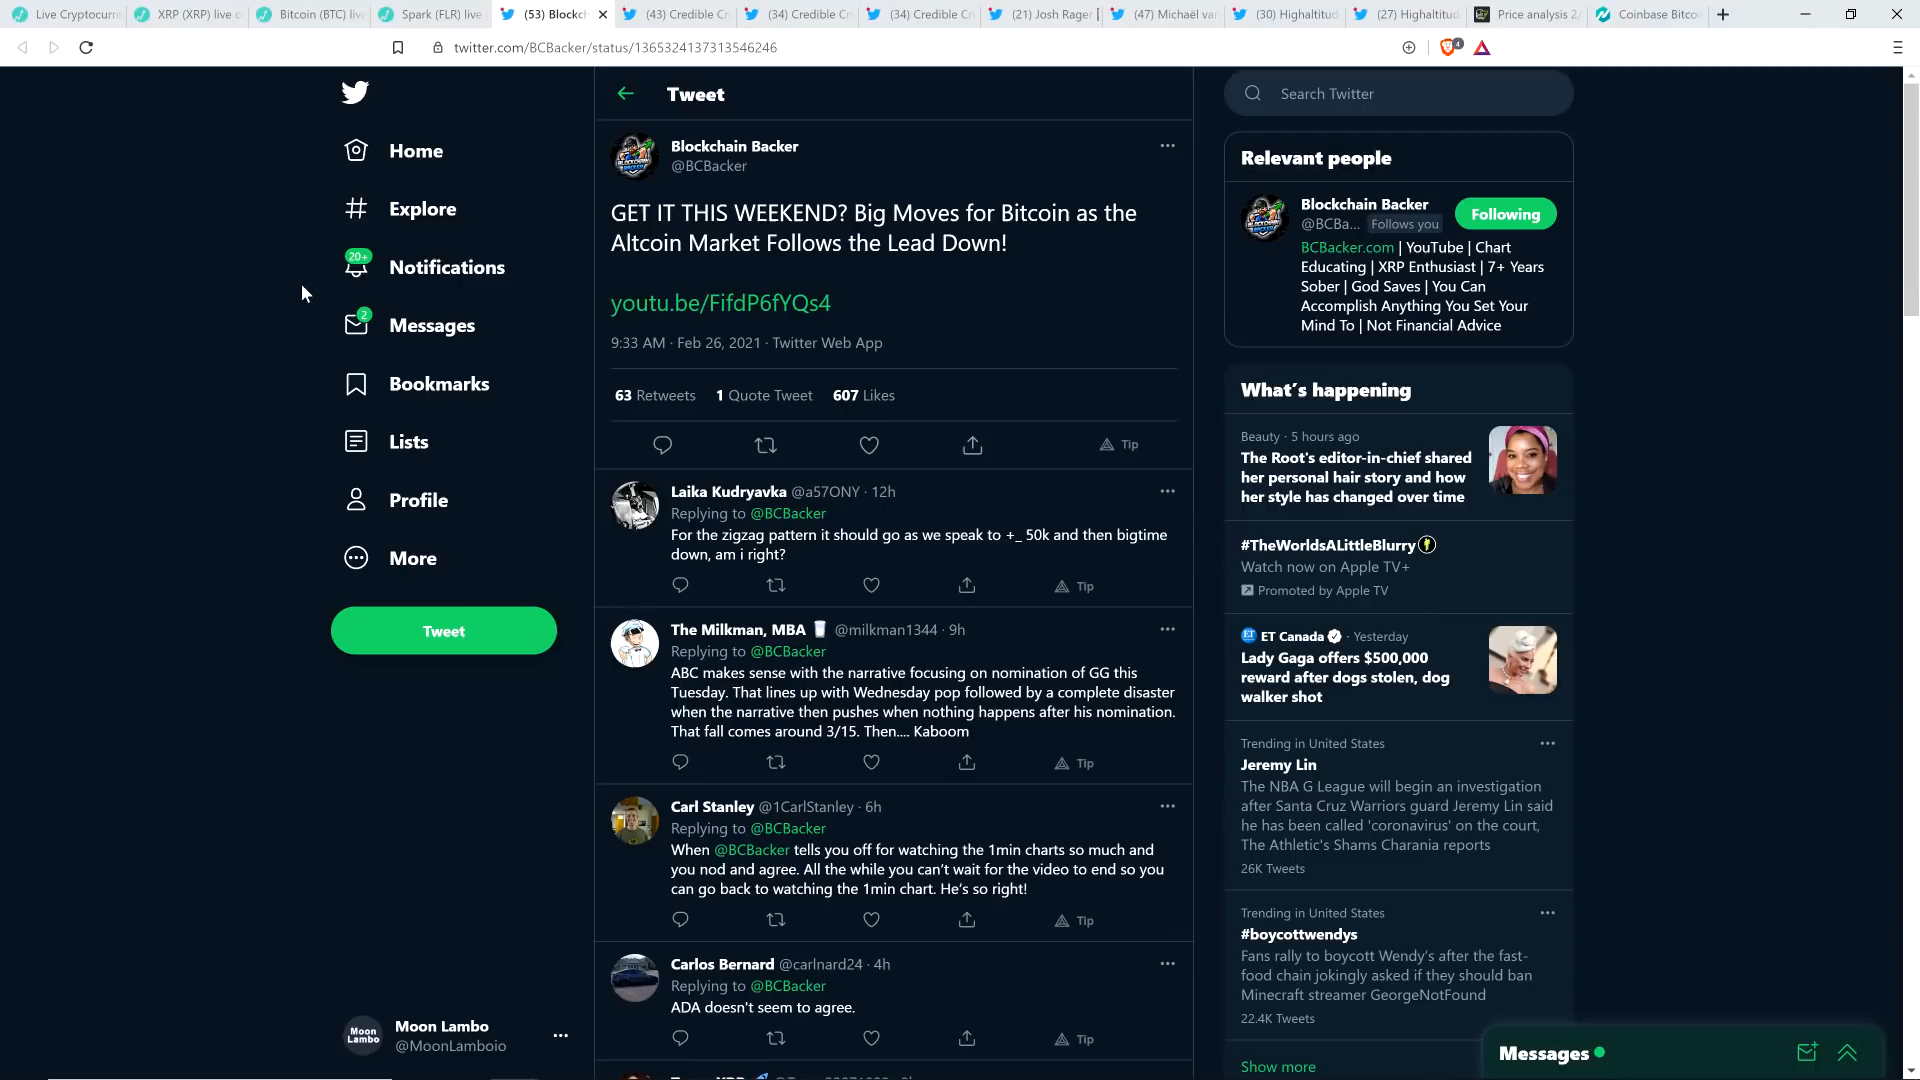 Live Cryptocurre
XRP (XRP) live c
Bitcoin (BTC) live
Spark (FLR) live
(53) Blockch
(43) Credible Cr
(34) Credible Cr
(34) Credible Cr
(21) Josh Rager [
(47) Michaël van
(30) Highaltitud
(27) Highaltitud
Price analysis 2/
Coinbase Bitco
twitter.com/BCBacker/status/1365324137313546246
4
Home
Explore
20+
Notifications
2
Messages
Bookmarks
Lists
Profile
More
Tweet
Moon Lambo
Moon Lambo
@MoonLamboio
Tweet
Blockchain Backer
@BCBacker
GET IT THIS WEEKEND? Big Moves for Bitcoin as the
Altcoin Market Follows the Lead Down!
youtu.be/FifdP6fYQs4
9:33 AM · Feb 26, 2021 · Twitter Web App
63 Retweets 1 Quote Tweet 607 Likes
Tip
Laika Kudryavka @a57ONY · 12h
Replying to @BCBacker
For the zigzag pattern it should go as we speak to +_ 50k and then bigtime
down, am i right?
Tip
The Milkman, MBA @milkman1344 · 9h
Replying to @BCBacker
ABC makes sense with the narrative focusing on nomination of GG this
Tuesday. That lines up with Wednesday pop followed by a complete disaster
when the narrative then pushes when nothing happens after his nomination.
That fall comes around 3/15. Then.... Kaboom
Tip
Carl Stanley @1CarlStanley · 6h
Replying to @BCBacker
When @BCBacker tells you off for watching the 1min charts so much and
you nod and agree. All the while you can't wait for the video to end so you
can go back to watching the 1min chart. He's so right!
Tip
Carlos Bernard @carlnard24 · 4h
Replying to @BCBacker
ADA doesn't seem to agree.
Tip
Search Twitter
Relevant people
Blockchain Backer
@BCBa... Follows you
Following
BCBacker.com | YouTube | Chart
Educating | XRP Enthusiast | 7+ Years
Sober | God Saves | You Can
Accomplish Anything You Set Your
Mind To | Not Financial Advice
What's happening
Beauty · 5 hours ago
The Root's editor-in-chief shared
her personal hair story and how
her style has changed over time
#TheWorldsALittleBlurry
Watch now on Apple TV+
Promoted by Apple TV
ET Canada · Yesterday
Lady Gaga offers $500,000
reward after dogs stolen, dog
walker shot
Trending in United States
Jeremy Lin
The NBA G League will begin an investigation
after Santa Cruz Warriors guard Jeremy Lin said
he has been called 'coronavirus' on the court,
The Athletic's Shams Charania reports
26K Tweets
Trending in United States
#boycottwendys
Fans rally to boycott Wendy's after the fast-
food chain jokingly asked if they should ban
Minecraft streamer GeorgeNotFound
22.4K Tweets
Show more
Messages